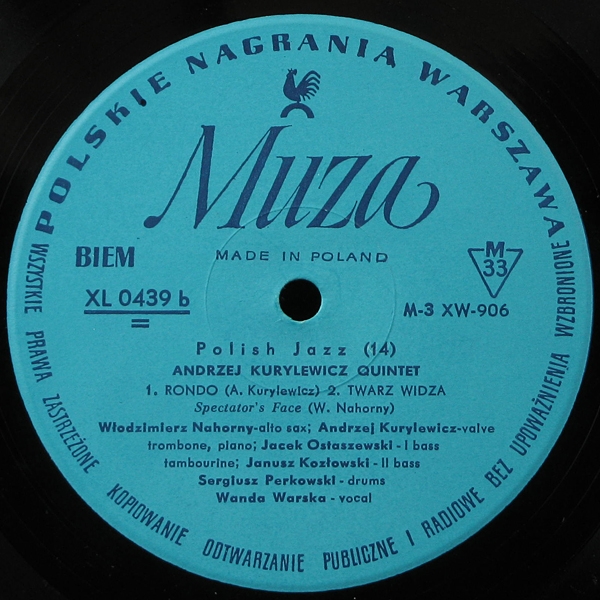 POLSKIE NAGRANIA WARSZAWA
Muza
BIEM
MADE IN POLAND
M
33
XL 0439 b
M-3 XW-906
Polish Jazz (14)
ANDRZEJ KURYLEWICZ QUINTET
1. RONDO (A. Kurylewicz) 2. TWARZ WIDZA
Spectator's Face (W. Nahorny)
Włodzimierz Nahorny-alto sax; Andrzej Kurylewicz-valve
trombone, piano; Jacek Ostaszewski - I bass
tambourine; Janusz Kozłowski - II bass
Sergiusz Perkowski - drums
Wanda Warska - vocal
WSZYSTKIE PRAWA ZASTRZEŻONE KOPIOWANIE ODTWARZANIE PUBLICZNE I RADIOWE BEZ UPOWAŻNIENIA WZBRONIONE